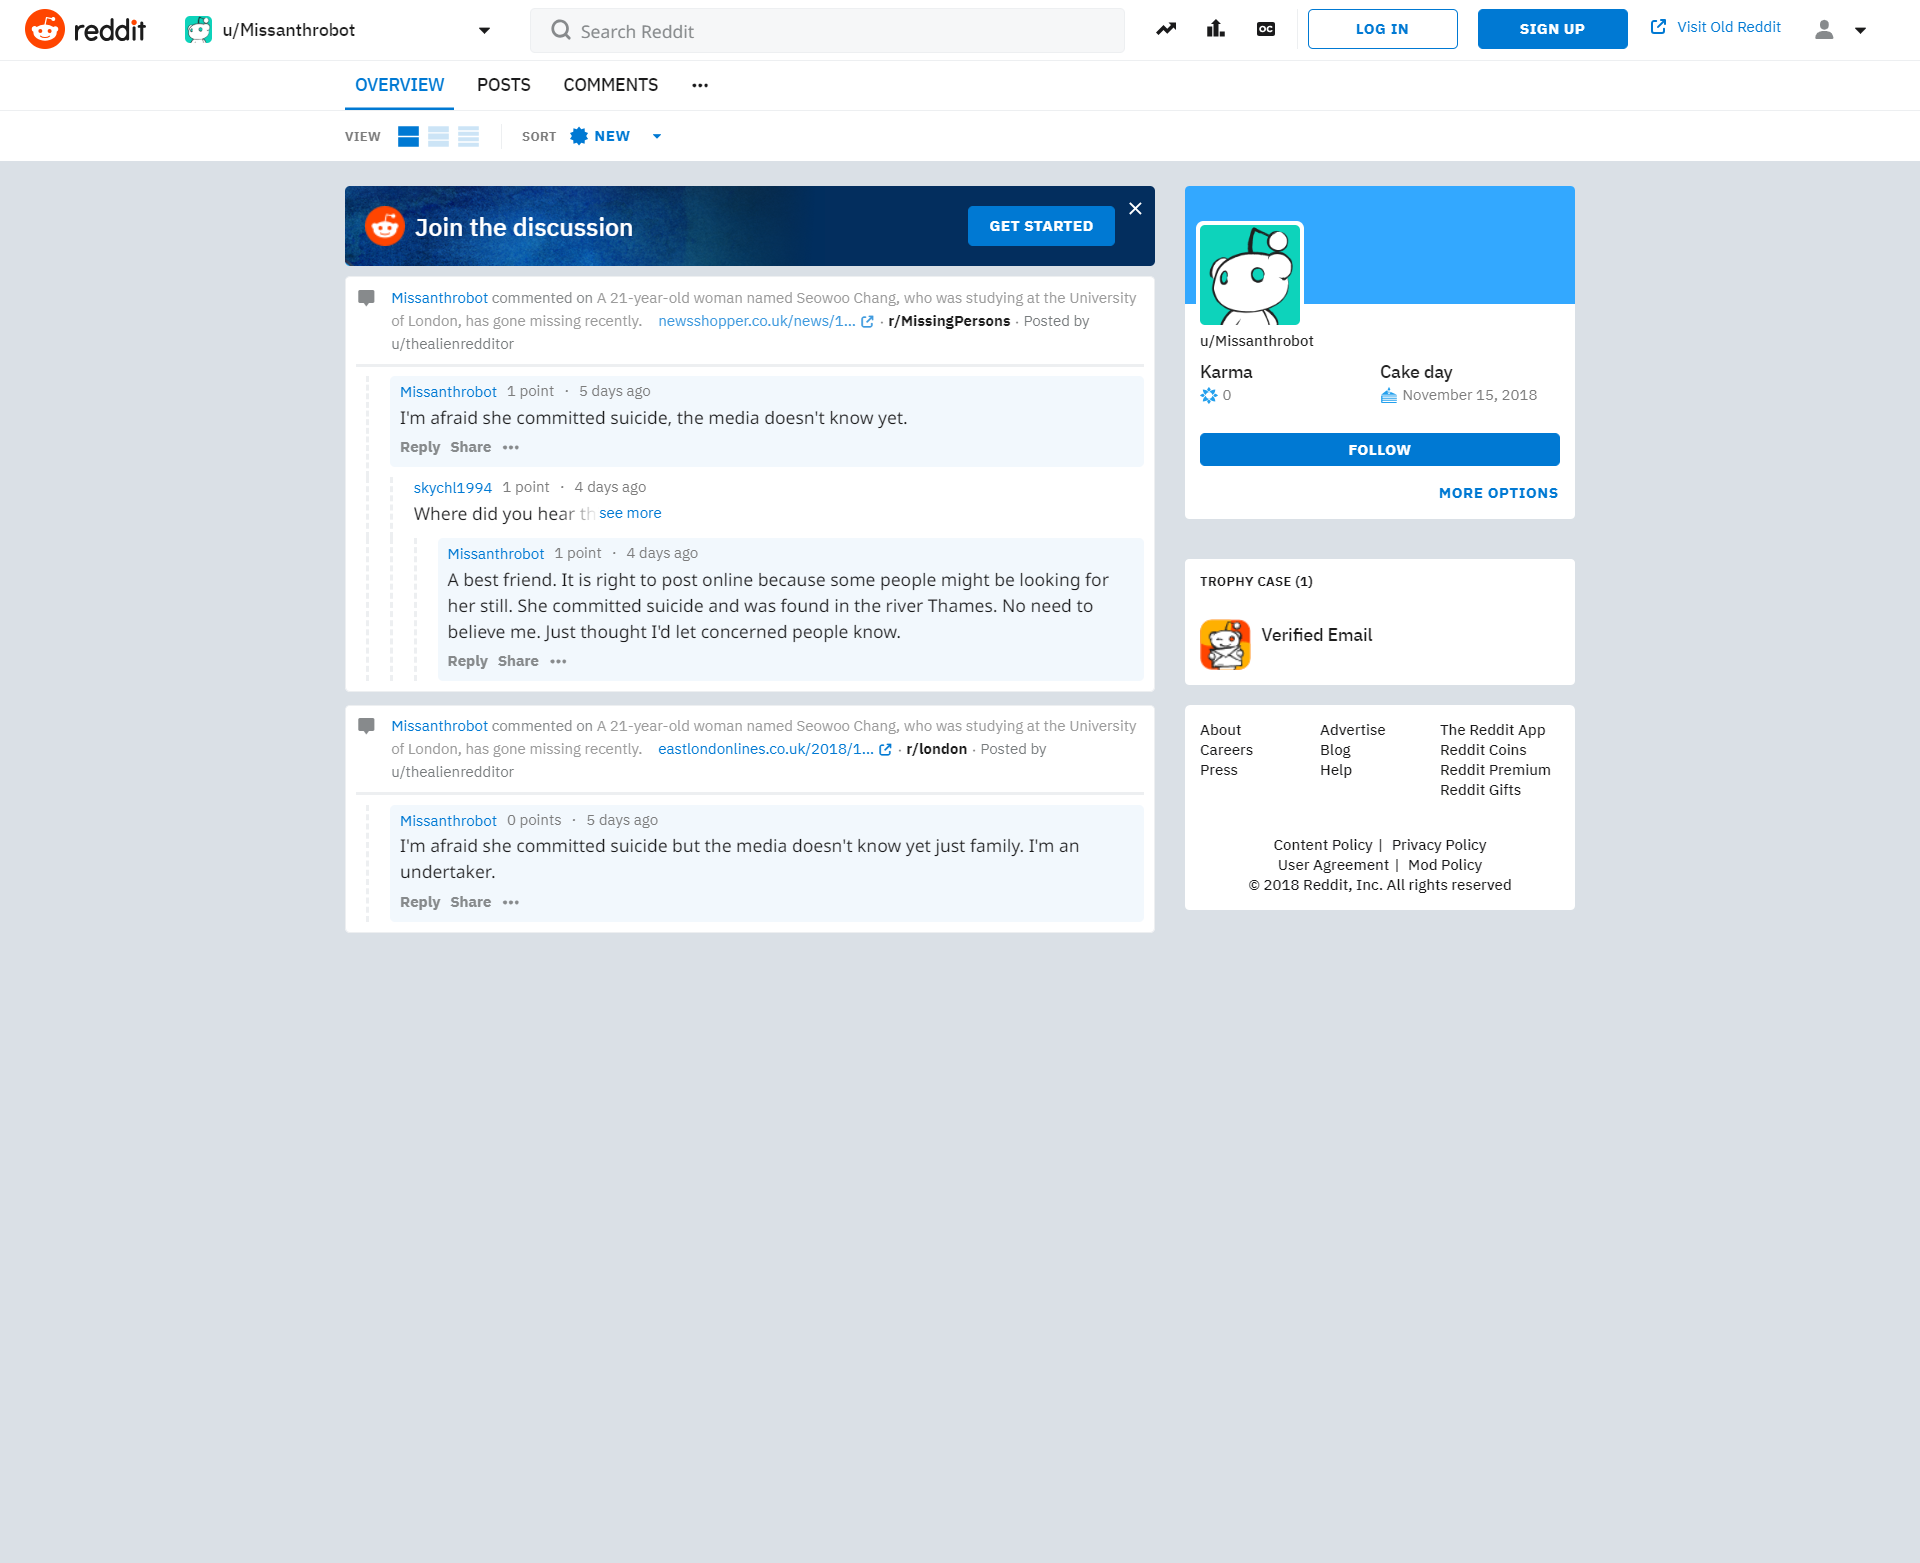 reddit
u/Missanthrobot
Search Reddit
OC
LOG IN
SIGN UP
Visit Old Reddit
OVERVIEW
POSTS
COMMENTS
VIEW
SORT
NEW
Join the discussion
GET STARTED
Missanthrobot commented on A 21-year-old woman named Seowoo Chang, who was studying at the University
of London, has gone missing recently. newsshopper.co.uk/news/1... · r/MissingPersons · Posted by
u/thealienredditor
Missanthrobot 1 point · 5 days ago
I'm afraid she committed suicide, the media doesn't know yet.
Reply Share
skychl1994 1 point · 4 days ago
Where did you hear th see more
Missanthrobot 1 point · 4 days ago
A best friend. It is right to post online because some people might be looking for
her still. She committed suicide and was found in the river Thames. No need to
believe me. Just thought I'd let concerned people know.
Reply Share
Missanthrobot commented on A 21-year-old woman named Seowoo Chang, who was studying at the University
of London, has gone missing recently. eastlondonlines.co.uk/2018/1... · r/london · Posted by
u/thealienredditor
Missanthrobot 0 points · 5 days ago
I'm afraid she committed suicide but the media doesn't know yet just family. I'm an
undertaker.
Reply Share
u/Missanthrobot
Karma
0
Cake day
November 15, 2018
FOLLOW
MORE OPTIONS
TROPHY CASE (1)
Verified Email
About
Careers
Press
Advertise
Blog
Help
The Reddit App
Reddit Coins
Reddit Premium
Reddit Gifts
Content Policy | Privacy Policy
User Agreement | Mod Policy
© 2018 Reddit, Inc. All rights reserved